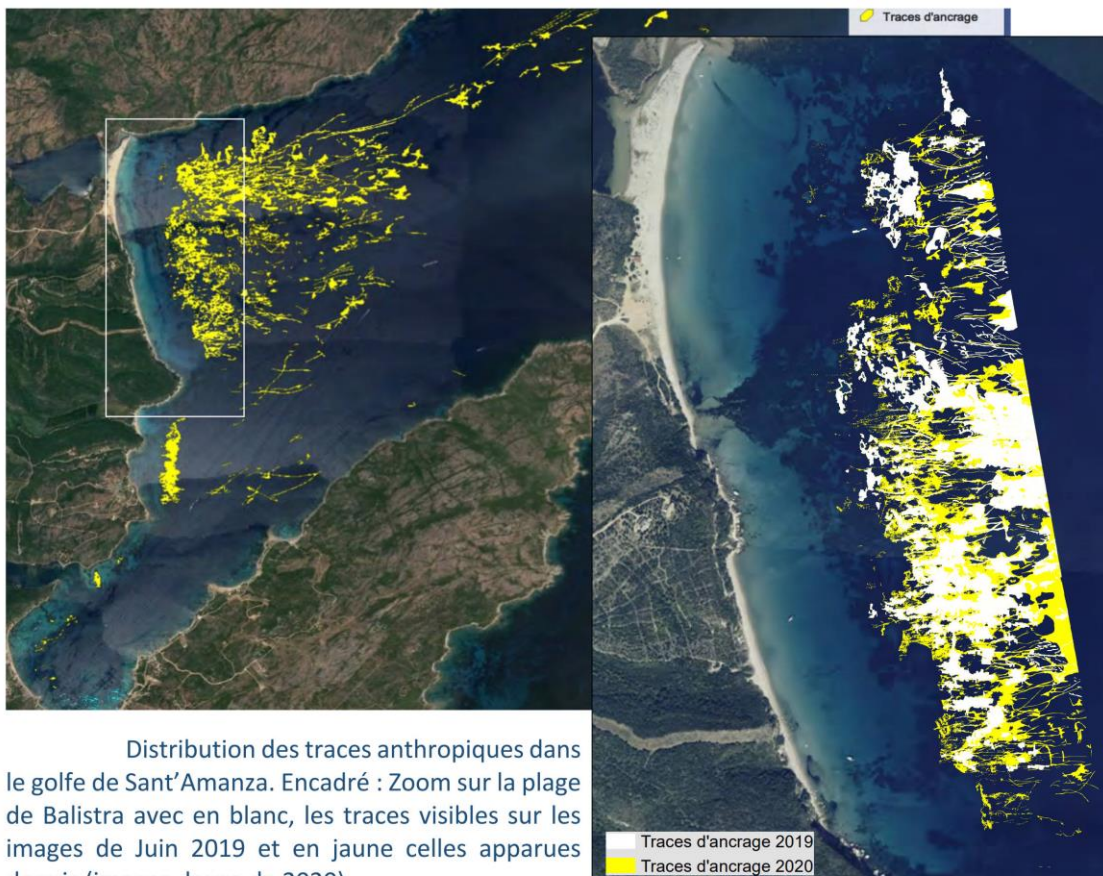 Traces d'ancrage
Distribution des traces anthropiques dans
le golfe de Sant'Amanza. Encadré : Zoom sur la plage
de Balistra avec en blanc, les traces visibles sur les
images de Juin 2019 et en jaune celles apparues
Traces d'ancrage 2019
Traces d'ancrage 2020